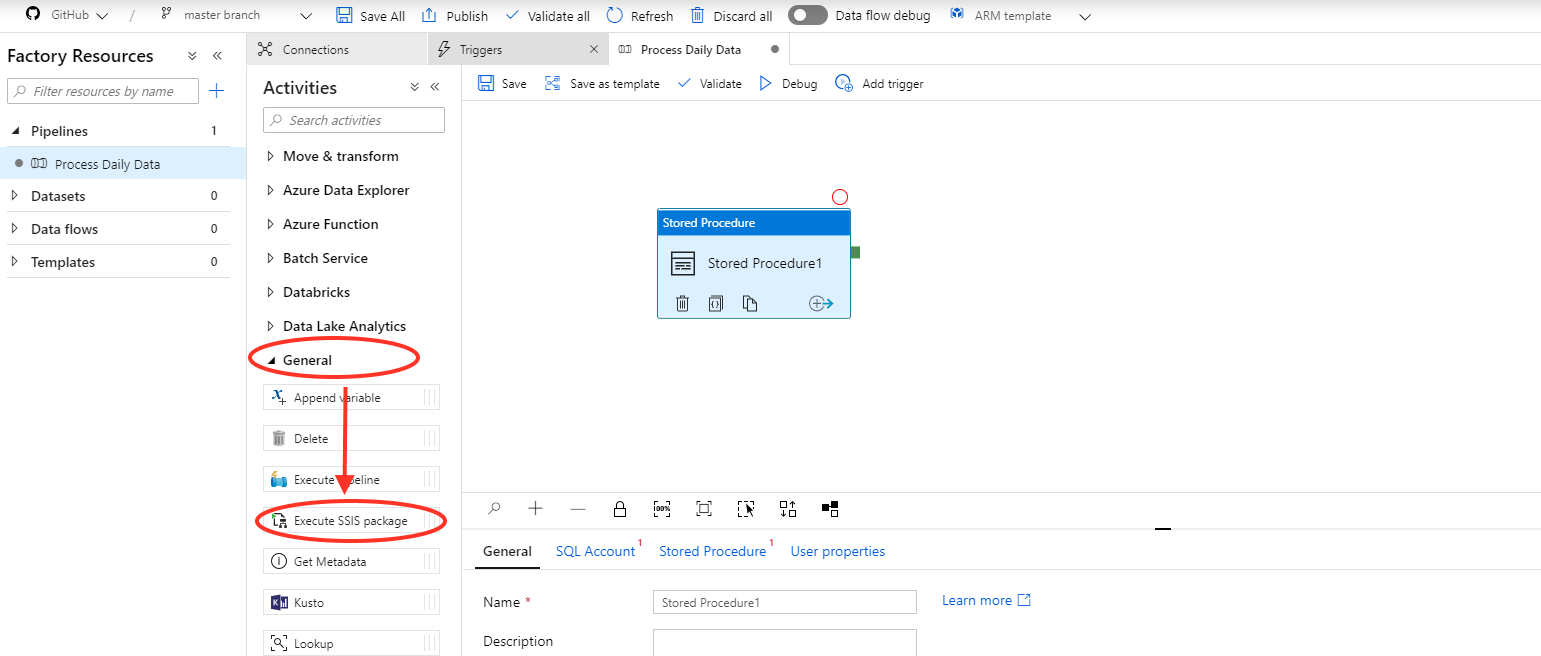 GitHub / master branch Save All Publish Validate all Refresh Discard all Data flow debug ARM template
Factory Resources
Filter resources by name
Pipelines 1
Process Daily Data
Datasets 0
Data flows 0
Templates 0
Connections Triggers Process Daily Data
Activities
Search activities
Move & transform
Azure Data Explorer
Azure Function
Batch Service
Databricks
Data Lake Analytics
General
Append variable
Delete
Execute Pipeline
Execute SSIS package
Get Metadata
Kusto
Lookup
Save Save as template Validate Debug Add trigger
Stored Procedure
Stored Procedure1
100%
General SQL Account 1 Stored Procedure 1 User properties
Name * Stored Procedure1 Learn more
Description